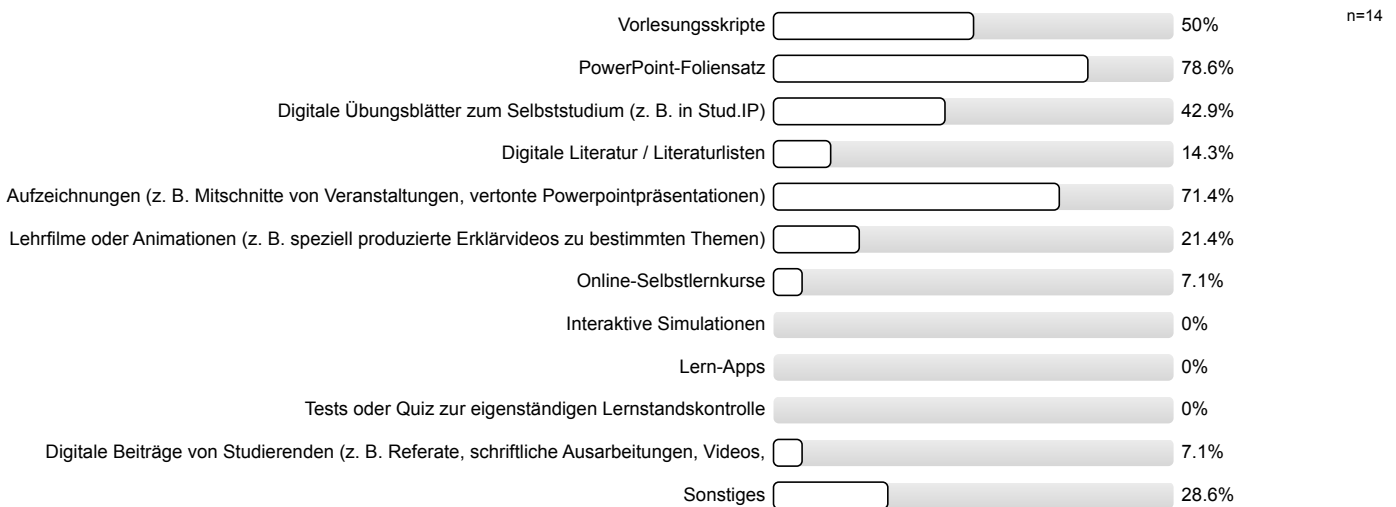 n=14
Vorlesungsskripte 50%
PowerPoint-Foliensatz 78.6%
Digitale Übungsblätter zum Selbststudium (z. B. in Stud.IP) 42.9%
Digitale Literatur / Literaturlisten 14.3%
Aufzeichnungen (z. B. Mitschnitte von Veranstaltungen, vertonte Powerpointpräsentationen) 71.4%
Lehrfilme oder Animationen (z. B. speziell produzierte Erklärvideos zu bestimmten Themen) 21.4%
Online-Selbstlernkurse 7.1%
Interaktive Simulationen 0%
Lern-Apps 0%
Tests oder Quiz zur eigenständigen Lernstandskontrolle 0%
Digitale Beiträge von Studierenden (z. B. Referate, schriftliche Ausarbeitungen, Videos, 7.1%
Sonstiges 28.6%